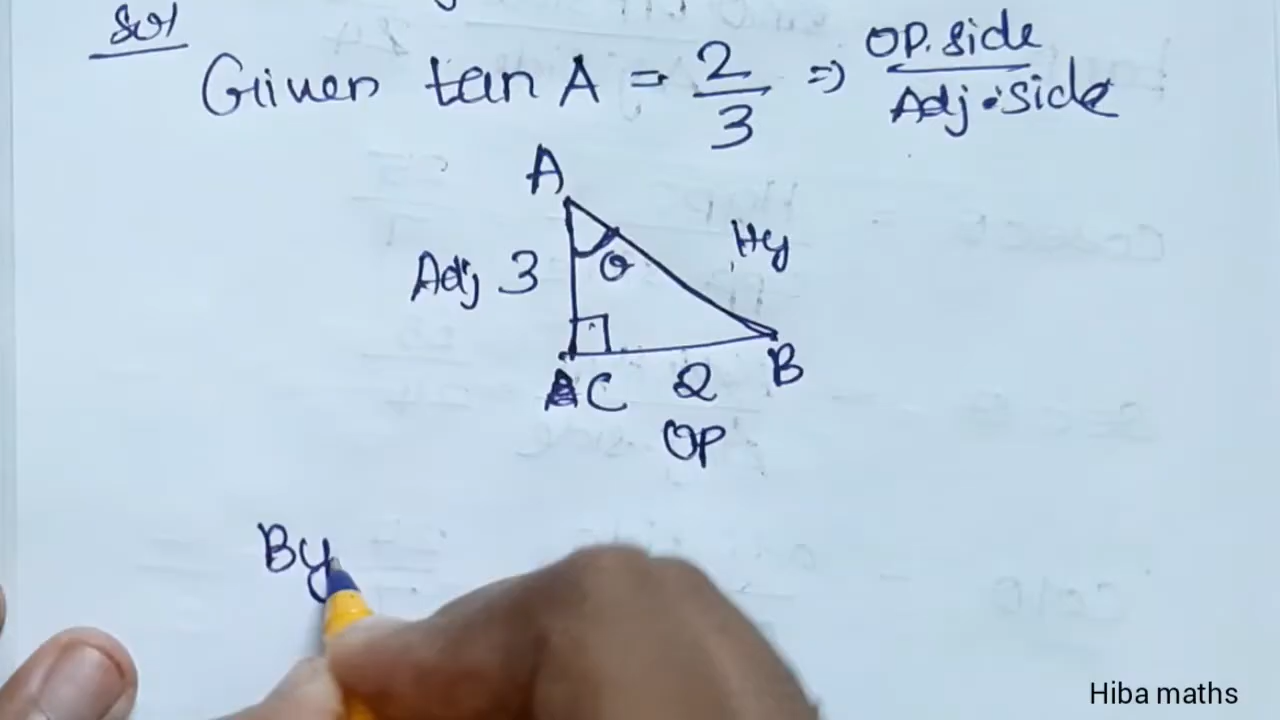 Sol
Given tan A = 2/3 => OP. side / Adj. side
A
Adj 3
θ
Hy
C
2
B
OP
By
Hiba maths